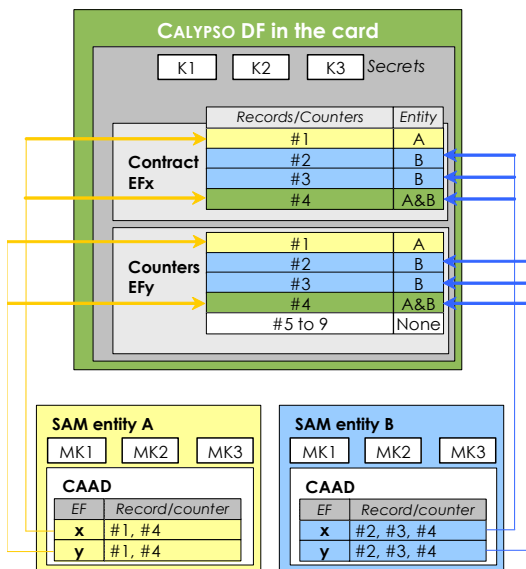 CALYPSO DF in the card
K1 K2 K3 Secrets
Records/Counters Entity
Contract EFx
#1 A
#2 B
#3 B
#4 A&B
Counters EFy
#1 A
#2 B
#3 B
#4 A&B
#5 to 9 None
SAM entity A
MK1 MK2 MK3
CAAD
EF Record/counter
x #1, #4
y #1, #4
SAM entity B
MK1 MK2 MK3
CAAD
EF Record/counter
x #2, #3, #4
y #2, #3, #4